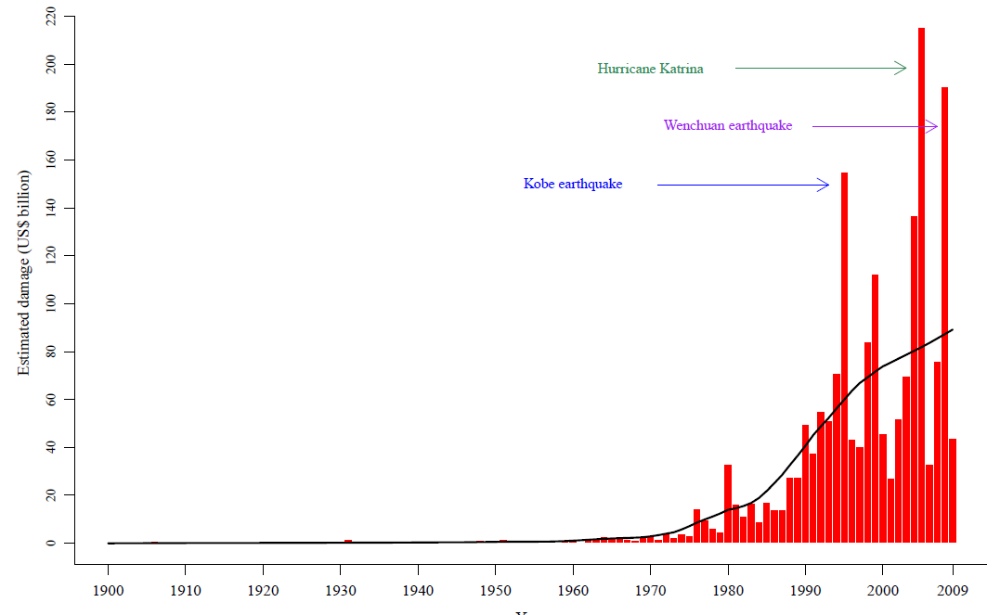 Estimated damage (US$ billion)
220
200
180
160
140
120
100
80
60
40
20
0
Hurricane Katrina
Wenchuan earthquake
Kobe earthquake
1900 1910 1920 1930 1940 1950 1960 1970 1980 1990 2000 2009